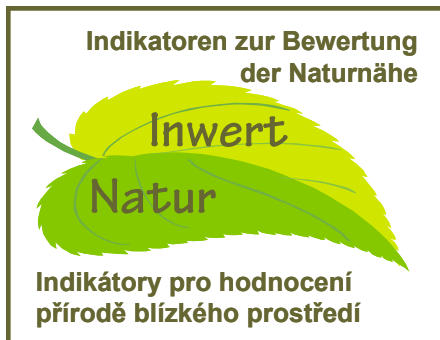 Indikatoren zur Bewertung
der Naturnähe
Inwert
Natur
Indikátory pro hodnocení
přírodě blízkého prostředí